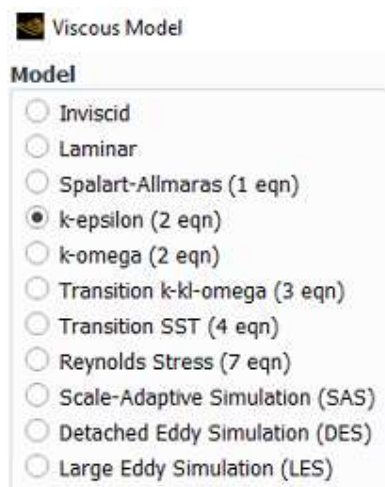 Viscous Model
Model
Inviscid
Laminar
Spalart-Allmaras (1 eqn)
k-epsilon (2 eqn)
k-omega (2 eqn)
Transition k-kl-omega (3 eqn)
Transition SST (4 eqn)
Reynolds Stress (7 eqn)
Scale-Adaptive Simulation (SAS)
Detached Eddy Simulation (DES)
Large Eddy Simulation (LES)